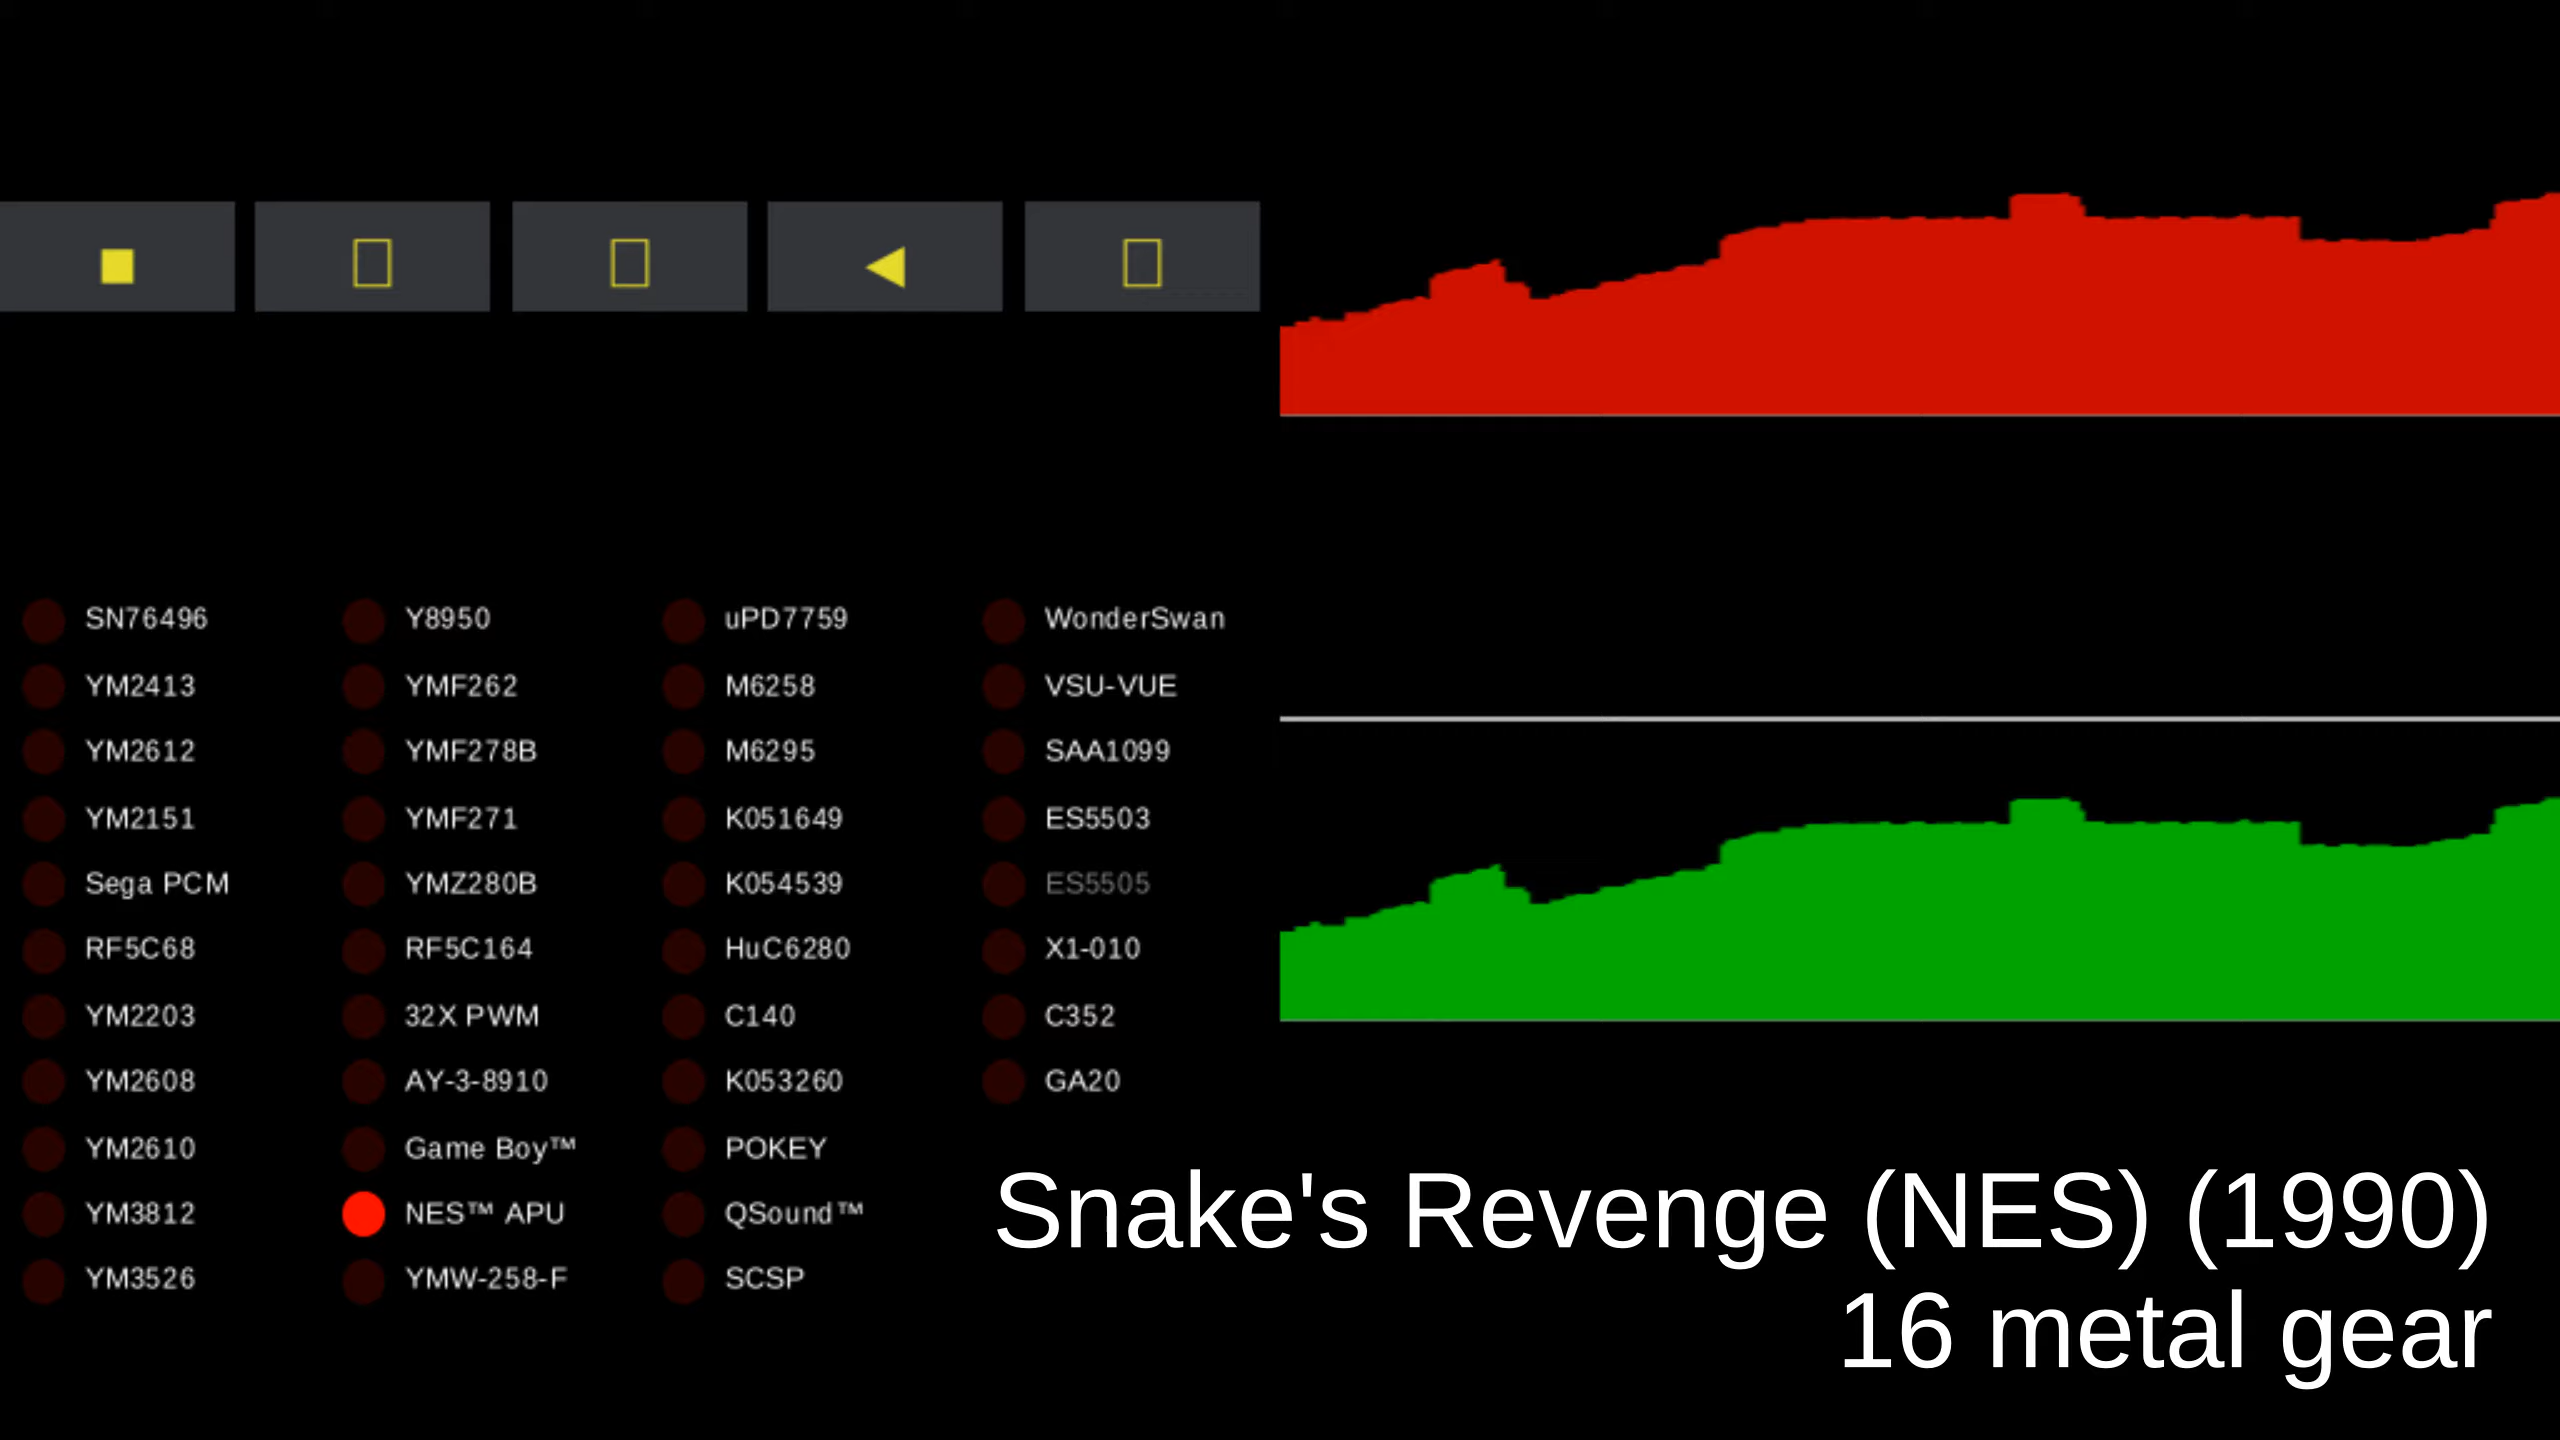 SN76496
YM2413
YM2612
YM2151
Sega PCM
RF5C68
YM2203
YM2608
YM2610
YM3812
YM3526
Y8950
YMF262
YMF278B
YMF271
YMZ280B
RF5C164
32X PWM
AY-3-8910
Game Boy™
NES™ APU
YMW-258-F
uPD7759
M6258
M6295
K051649
K054539
HuC6280
C140
K053260
POKEY
QSound™
SCSP
WonderSwan
VSU-VUE
SAA1099
ES5503
ES5505
X1-010
C352
GA20
Snake's Revenge (NES) (1990)
16 metal gear